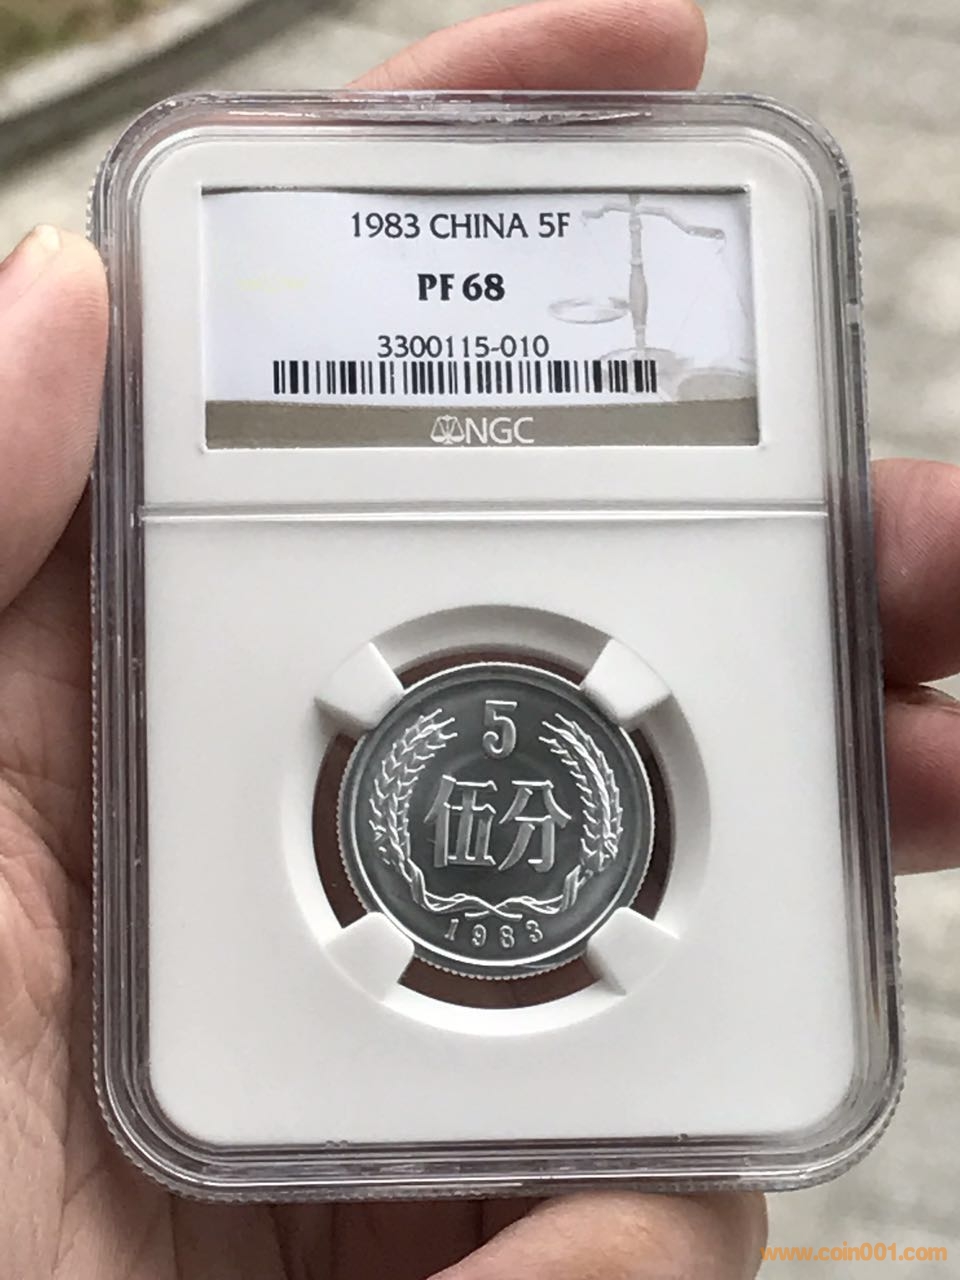 1983 CHINA 5F
PF 68
3300115-010
NGC
5
伍分
1983
www.coin001.com